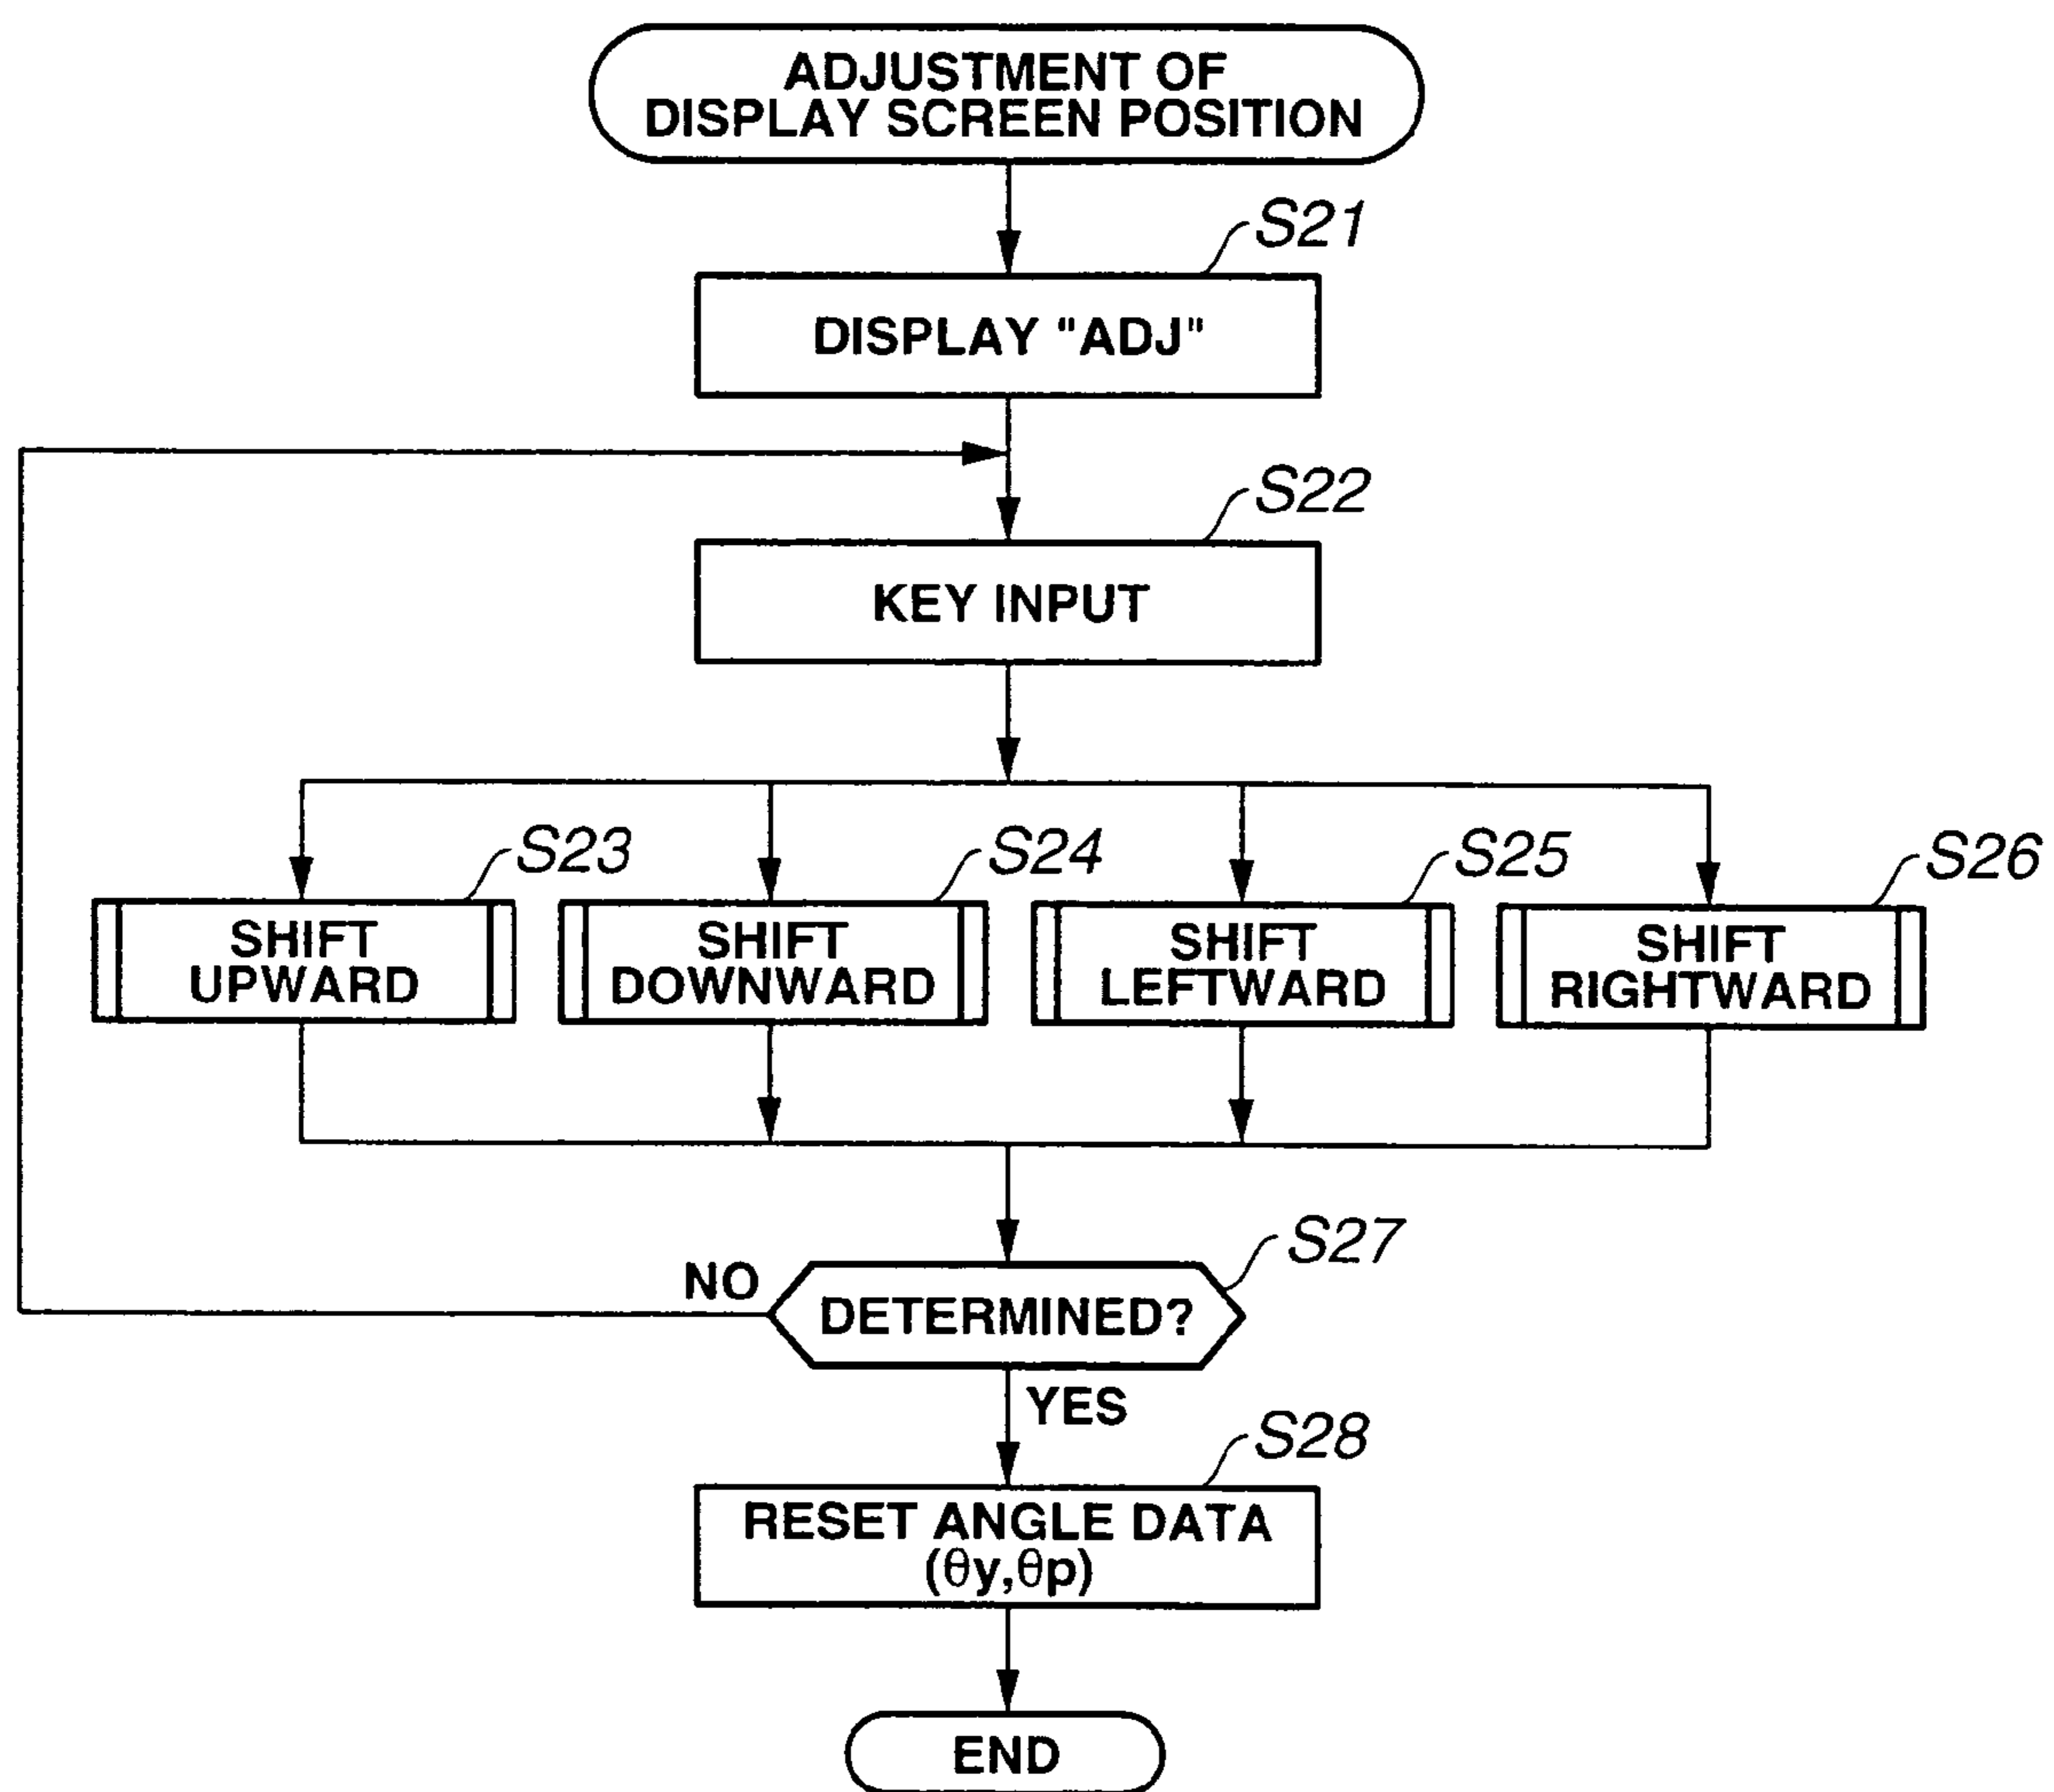 ADJUSTMENT OF
DISPLAY SCREEN POSITION
S21
DISPLAY "ADJ"
S22
KEY INPUT
S23
S24
S25
S26
SHIFT
UPWARD
SHIFT
DOWNWARD
SHIFT
LEFTWARD
SHIFT
RIGHTWARD
S27
NO
DETERMINED?
YES
S28
RESET ANGLE DATA
(θy,θp)
END